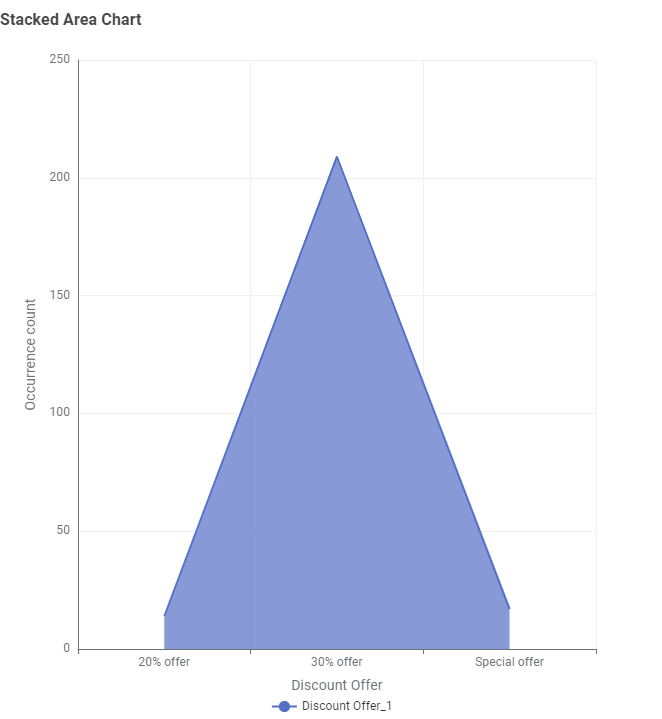 Stacked Area Chart
250
200
150
100
50
0
Occurrence count
20% offer
30% offer
Special offer
Discount Offer
Discount Offer_1